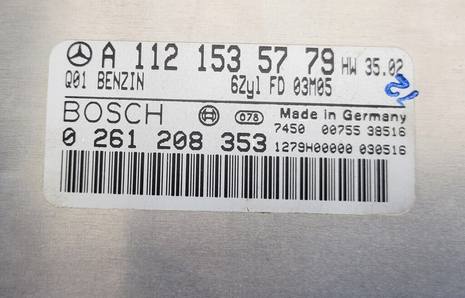 A 112 153 57 79 HW 35.02
Q01 BENZIN 6Zyl FD 03M05
BOSCH 078 Made in Germany
0 261 208 353 7450 00755 38516
1279H00000 030516